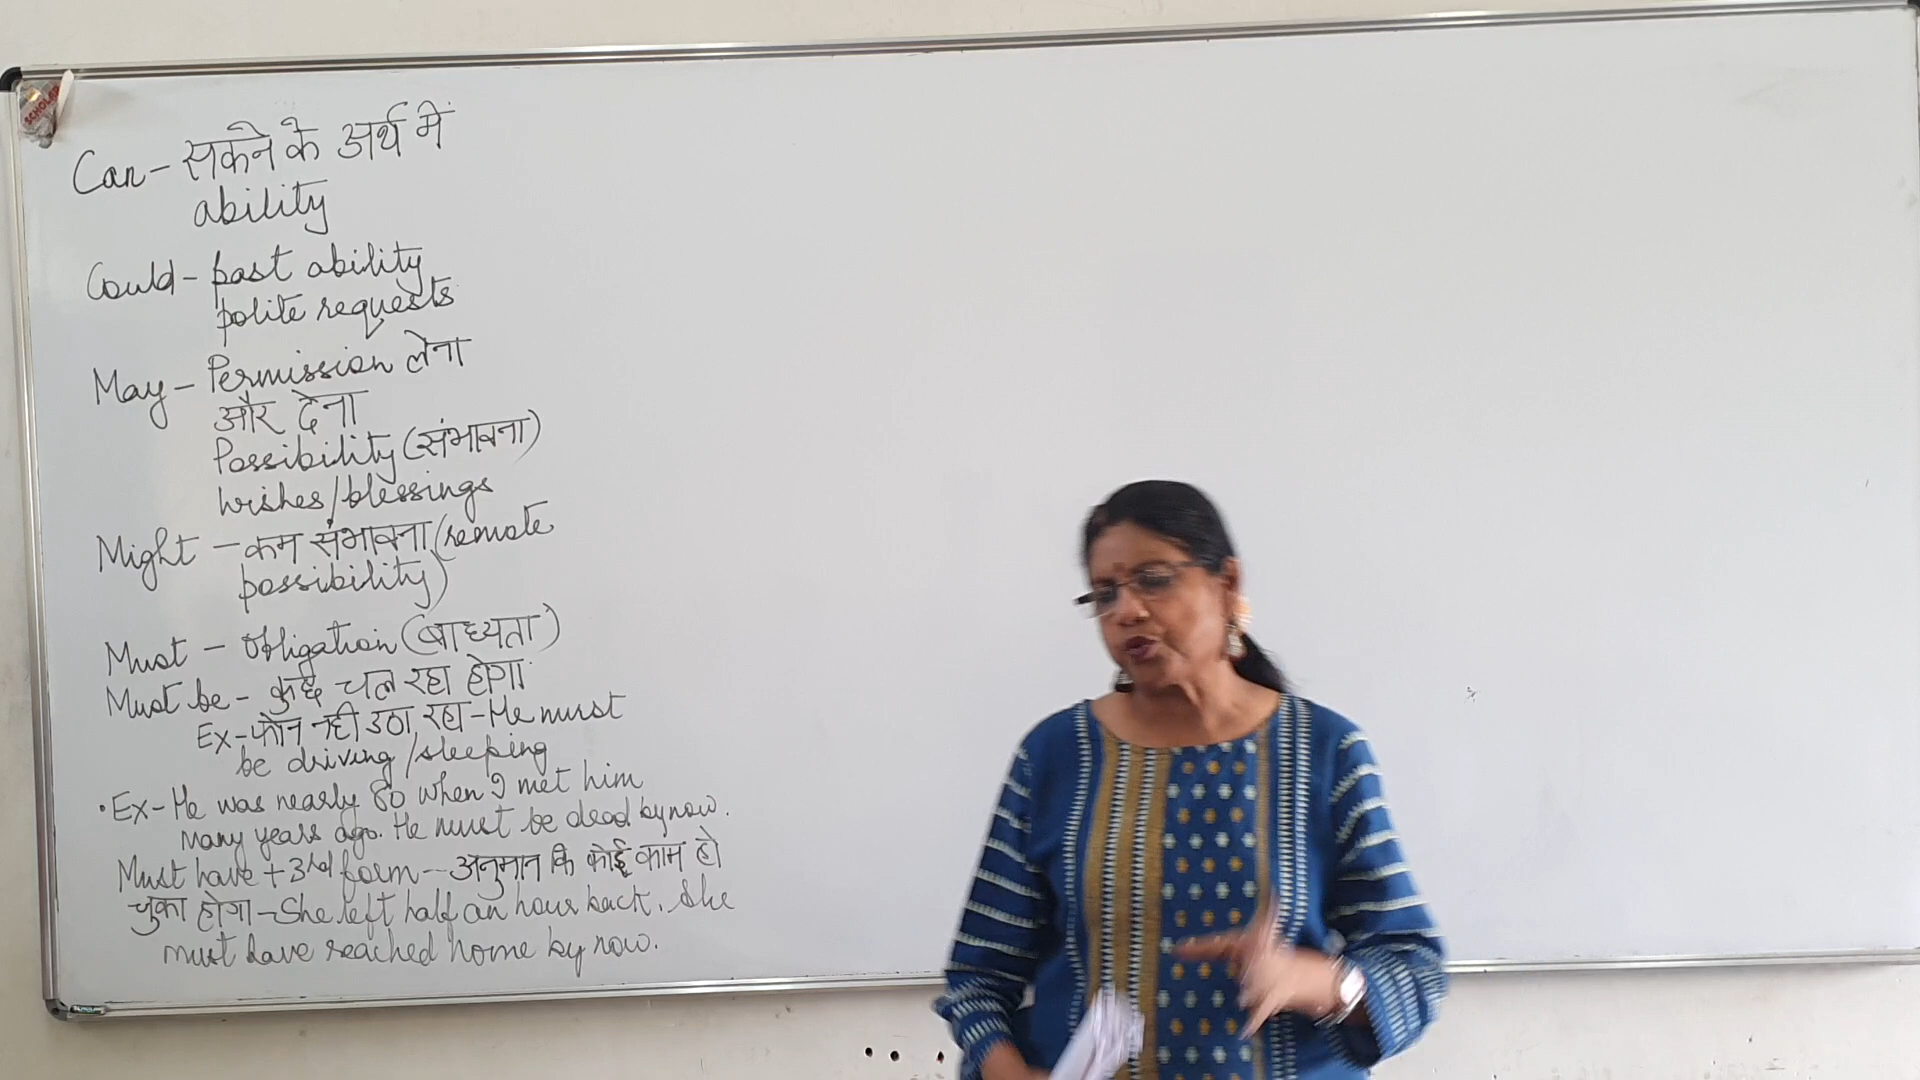 SCHOLAR
Can - सकने के अर्थ में
ability
Could - past ability
polite requests
May - Permission लेना
और देना
Possibility (संभावना)
wishes/blessings
Might - कम संभावना (remote
possibility)
Must - Obligation (बाध्यता)
Must be - कुछ चल रहा होगा
Ex - फोन नही उठा रहा - He must
be driving/sleeping
• Ex - He was nearly 80 when I met him
many years ago. He must be dead by now.
Must have + 3rd form -- अनुमान कि कोई काम हो
चुका होगा - She left half an hour back. She
must have reached home by now.